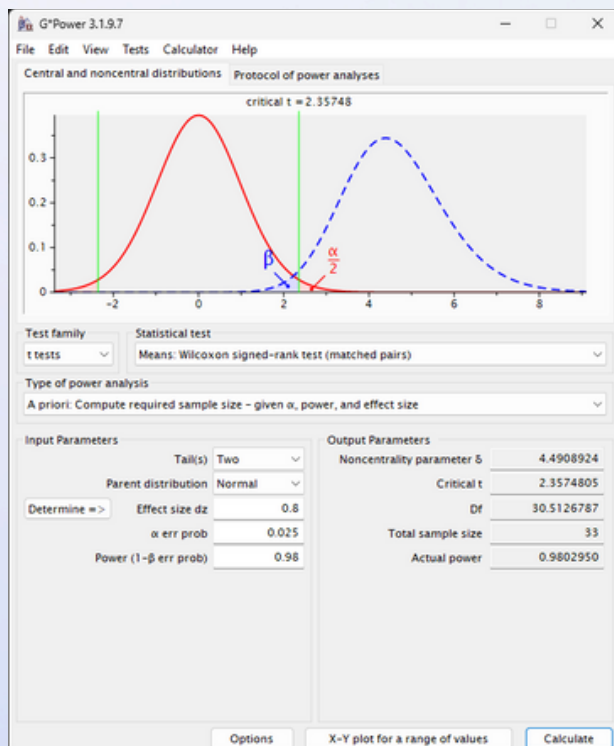 G*Power 3.1.9.7
File Edit View Tests Calculator Help
Central and noncentral distributions Protocol of power analyses
critical t = 2.35748
0.3
0.2
0.1
0
β
α
2
-2 0 2 4 6 8
Test family Statistical test
t tests Means: Wilcoxon signed-rank test (matched pairs)
Type of power analysis
A priori: Compute required sample size - given α, power, and effect size
Input Parameters Output Parameters
Tail(s) Two Noncentrality parameter δ 4.4908924
Parent distribution Normal Critical t 2.3574805
Determine => Effect size dz 0.8 Df 30.5126787
α err prob 0.025 Total sample size 33
Power (1-β err prob) 0.98 Actual power 0.9802950
Options X-Y plot for a range of values Calculate